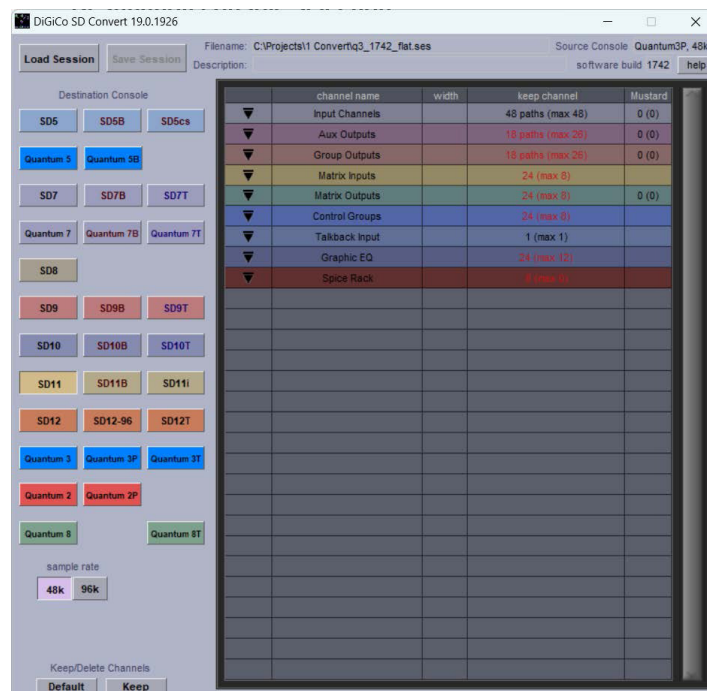 DiGiCo SD Convert 19.0.1926
Load Session
Save Session
Filename: C:\Projects\1 Convert\q3_1742_flat.ses
Source Console Quantum3P, 48k
Description:
software build 1742
help
Destination Console
SD5 SD5B SD5cs
Quantum 5 Quantum 5B
SD7 SD7B SD7T
Quantum 7 Quantum 7B Quantum 7T
SD8
SD9 SD9B SD9T
SD10 SD10B SD10T
SD11 SD11B SD11i
SD12 SD12-96 SD12T
Quantum 3 Quantum 3P Quantum 3T
Quantum 2 Quantum 2P
Quantum 8 Quantum 8T
sample rate
48k 96k
Keep/Delete Channels
Default Keep
channel name width keep channel Mustard
Input Channels 48 paths (max 48) 0 (0)
Aux Outputs 18 paths (max 26) 0 (0)
Group Outputs 18 paths (max 26) 0 (0)
Matrix Inputs 24 (max 8)
Matrix Outputs 24 (max 8) 0 (0)
Control Groups 24 (max 8)
Talkback Input 1 (max 1)
Graphic EQ 24 (max 12)
Spice Rack